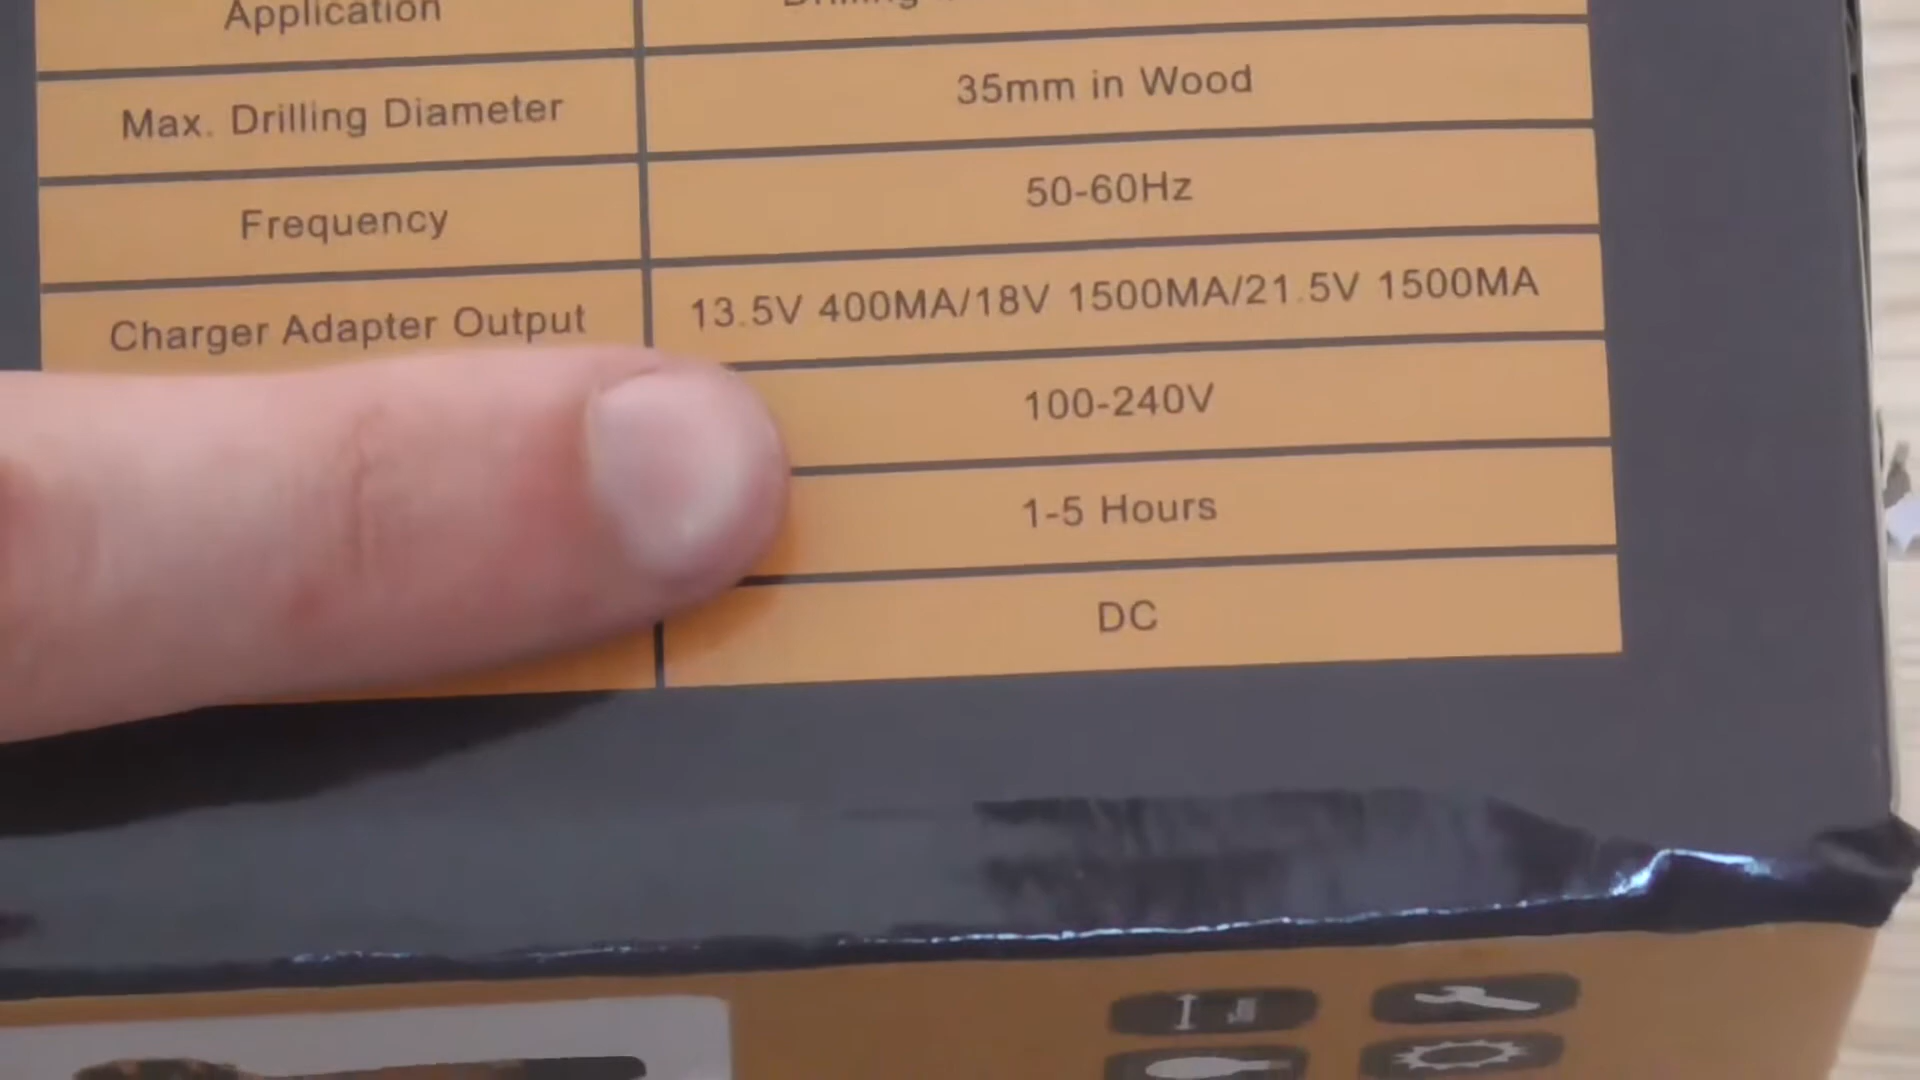 Application Drilling
Max. Drilling Diameter 35mm in Wood
Frequency 50-60Hz
Charger Adapter Output 13.5V 400MA/18V 1500MA/21.5V 1500MA
100-240V
1-5 Hours
DC